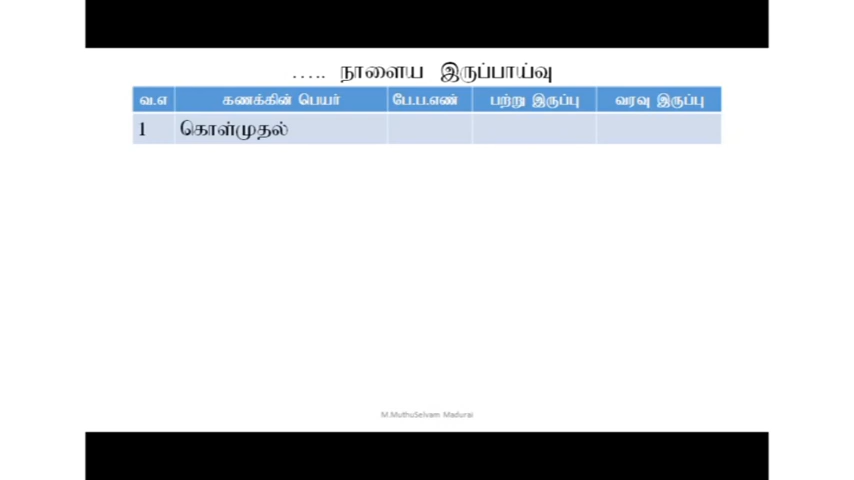 ..... நாளைய இருப்பாய்வு
வ.எ கணக்கின் பெயர் பே.ப.எண் பற்று இருப்பு வரவு இருப்பு
1 கொள்முதல்
M.MuthuSelvam Madurai